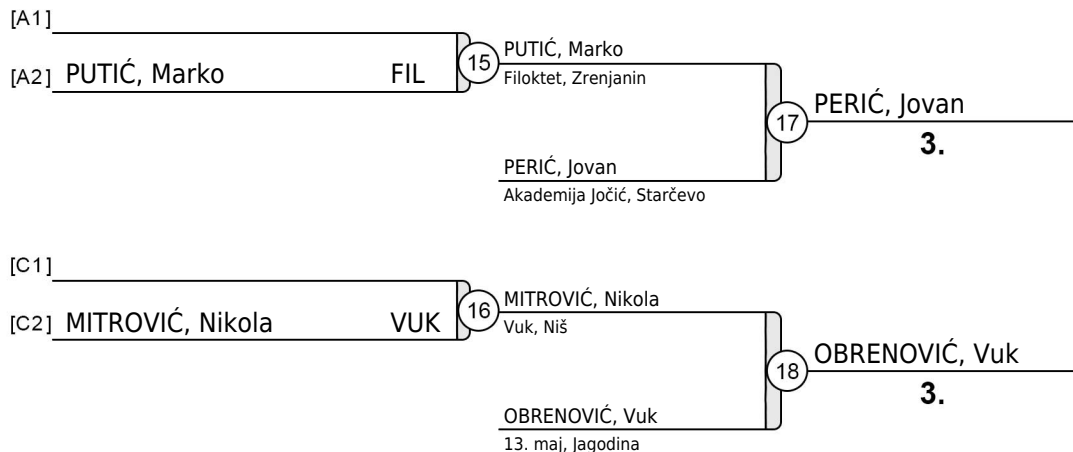 [A1]
[A2] PUTIĆ, Marko FIL
15
PUTIĆ, Marko
Filoktet, Zrenjanin
PERIĆ, Jovan
Akademija Jočić, Starčevo
17
PERIĆ, Jovan
3.
[C1]
[C2] MITROVIĆ, Nikola VUK
16
MITROVIĆ, Nikola
Vuk, Niš
OBRENOVIĆ, Vuk
13. maj, Jagodina
18
OBRENOVIĆ, Vuk
3.